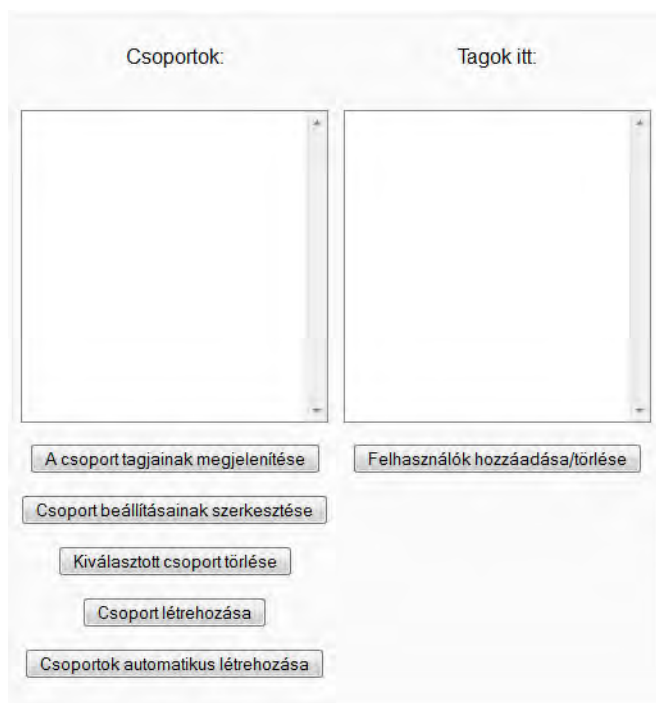 Csoportok:
Tagok itt:
A csoport tagjainak megjelenítése
Felhasználók hozzáadása/törlése
Csoport beállításainak szerkesztése
Kiválasztott csoport törlése
Csoport létrehozása
Csoportok automatikus létrehozása